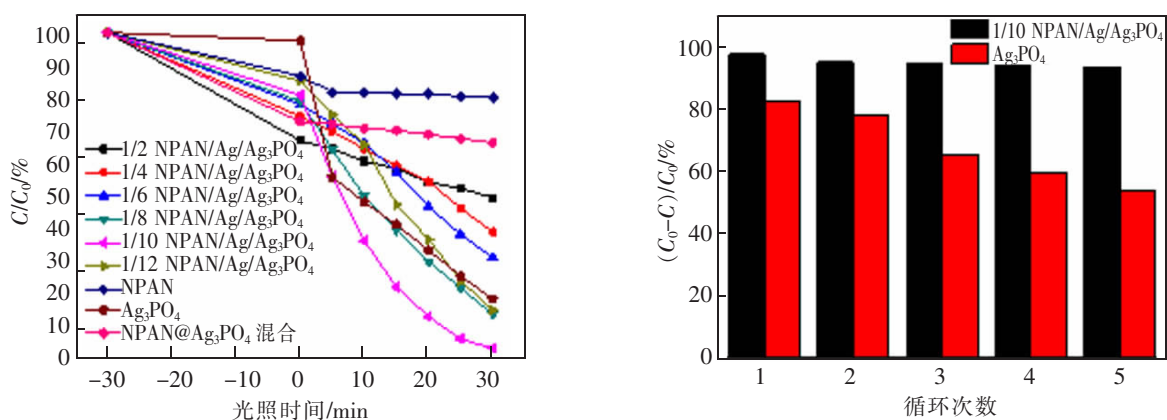 100
90
80
70
60
50
40
30
20
10
0
C/C₀/%
1/2 NPAN/Ag/Ag₃PO₄
1/4 NPAN/Ag/Ag₃PO₄
1/6 NPAN/Ag/Ag₃PO₄
1/8 NPAN/Ag/Ag₃PO₄
1/10 NPAN/Ag/Ag₃PO₄
1/12 NPAN/Ag/Ag₃PO₄
NPAN
Ag₃PO₄
NPAN@Ag₃PO₄ 混合
−30 −20 −10 0 10 20 30
光照时间/min
1/10 NPAN/Ag/Ag₃PO₄
Ag₃PO₄
100
80
60
40
20
0
(C₀−C)/C₀/%
1 2 3 4 5
循环次数